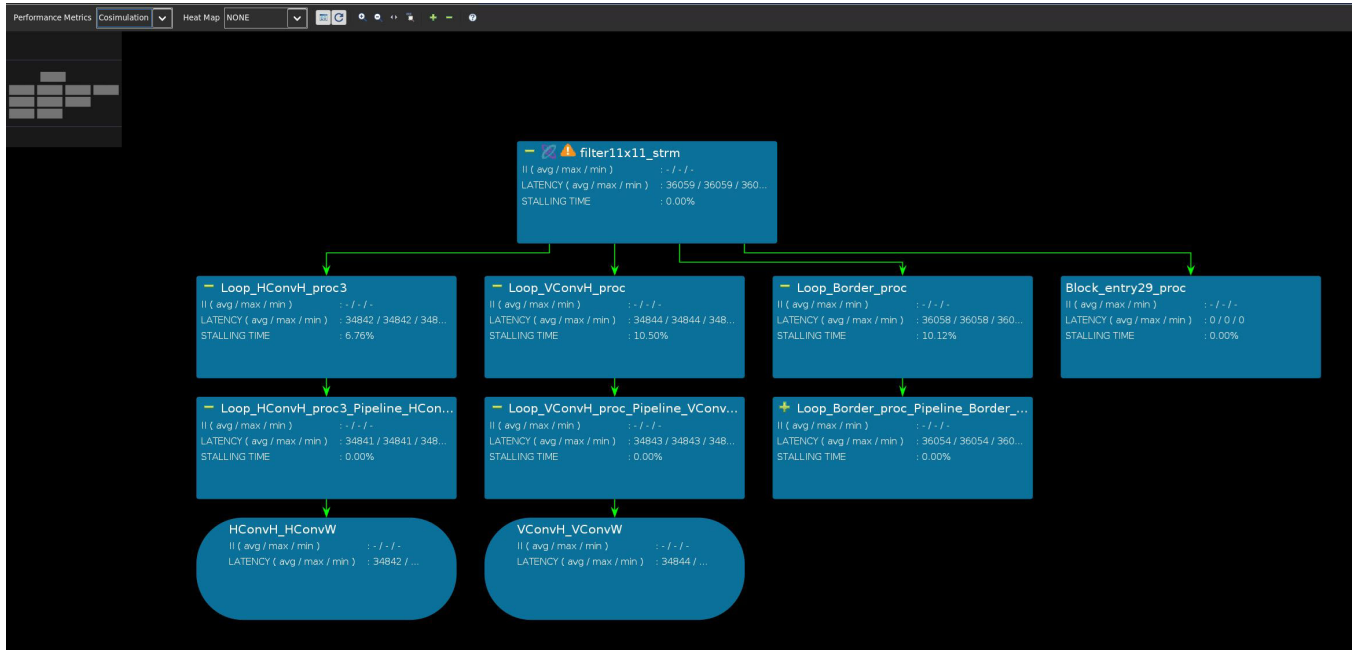 Performance Metrics Cosimulation Heat Map NONE
filter11x11_strm
II ( avg / max / min ) : - / - / -
LATENCY ( avg / max / min ) : 36059 / 36059 / 360...
STALLING TIME : 0.00%
Loop_HConvH_proc3
II ( avg / max / min ) : - / - / -
LATENCY ( avg / max / min ) : 34842 / 34842 / 348...
STALLING TIME : 6.76%
Loop_VConvH_proc
II ( avg / max / min ) : - / - / -
LATENCY ( avg / max / min ) : 34844 / 34844 / 348...
STALLING TIME : 10.50%
Loop_Border_proc
II ( avg / max / min ) : - / - / -
LATENCY ( avg / max / min ) : 36058 / 36058 / 360...
STALLING TIME : 10.12%
Block_entry29_proc
II ( avg / max / min ) : - / - / -
LATENCY ( avg / max / min ) : 0 / 0 / 0
STALLING TIME : 0.00%
Loop_HConvH_proc3_Pipeline_HCon...
II ( avg / max / min ) : - / - / -
LATENCY ( avg / max / min ) : 34841 / 34841 / 348...
STALLING TIME : 0.00%
Loop_VConvH_proc_Pipeline_VConv...
II ( avg / max / min ) : - / - / -
LATENCY ( avg / max / min ) : 34843 / 34843 / 348...
STALLING TIME : 0.00%
Loop_Border_proc_Pipeline_Border_...
II ( avg / max / min ) : - / - / -
LATENCY ( avg / max / min ) : 36054 / 36054 / 360...
STALLING TIME : 0.00%
HConvH_HConvW
II ( avg / max / min ) : - / - / -
LATENCY ( avg / max / min ) : 34842 / ...
VConvH_VConvW
II ( avg / max / min ) : - / - / -
LATENCY ( avg / max / min ) : 34844 / ...